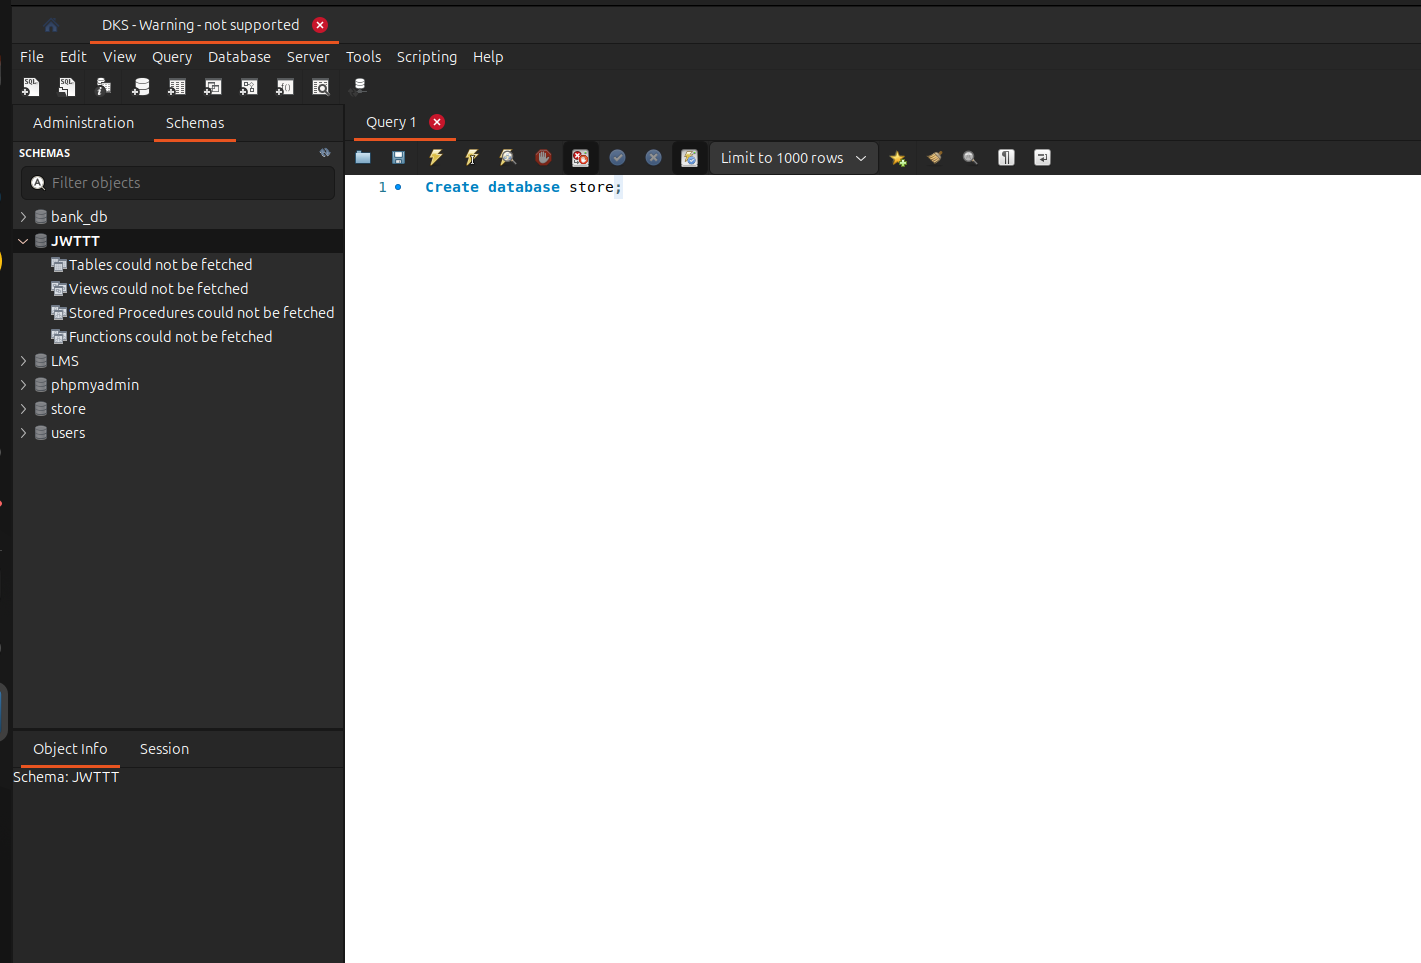 DKS - Warning - not supported
File Edit View Query Database Server Tools Scripting Help
Administration Schemas
SCHEMAS
Filter objects
bank_db
JWTTT
Tables could not be fetched
Views could not be fetched
Stored Procedures could not be fetched
Functions could not be fetched
LMS
phpmyadmin
store
users
Object Info Session
Schema: JWTTT
Query 1
Limit to 1000 rows
1 Create database store;